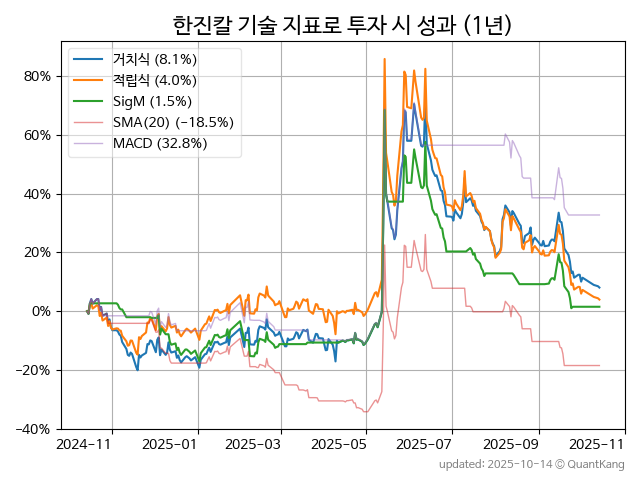 한진칼 기술 지표로 투자 시 성과 (1년)
거치식 (8.1%)
적립식 (4.0%)
SigM (1.5%)
SMA(20) (−18.5%)
MACD (32.8%)
80%
60%
40%
20%
0%
−20%
−40%
2024-11 2025-01 2025-03 2025-05 2025-07 2025-09 2025-11
updated: 2025-10-14 © QuantKang